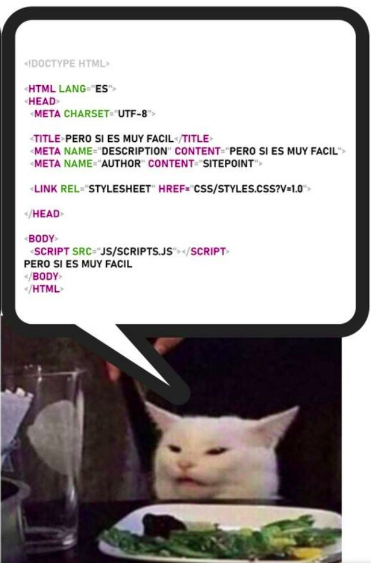 <!DOCTYPE HTML>
<HTML LANG="ES">
<HEAD>
<META CHARSET="UTF-8">
<TITLE>PERO SI ES MUY FACIL</TITLE>
<META NAME="DESCRIPTION" CONTENT="PERO SI ES MUY FACIL">
<META NAME="AUTHOR" CONTENT="SITEPOINT">
<LINK REL="STYLESHEET" HREF="CSS/STYLES.CSS?V=1.0">
</HEAD>
<BODY>
<SCRIPT SRC="JS/SCRIPTS.JS"></SCRIPT>
PERO SI ES MUY FACIL
</BODY>
</HTML>